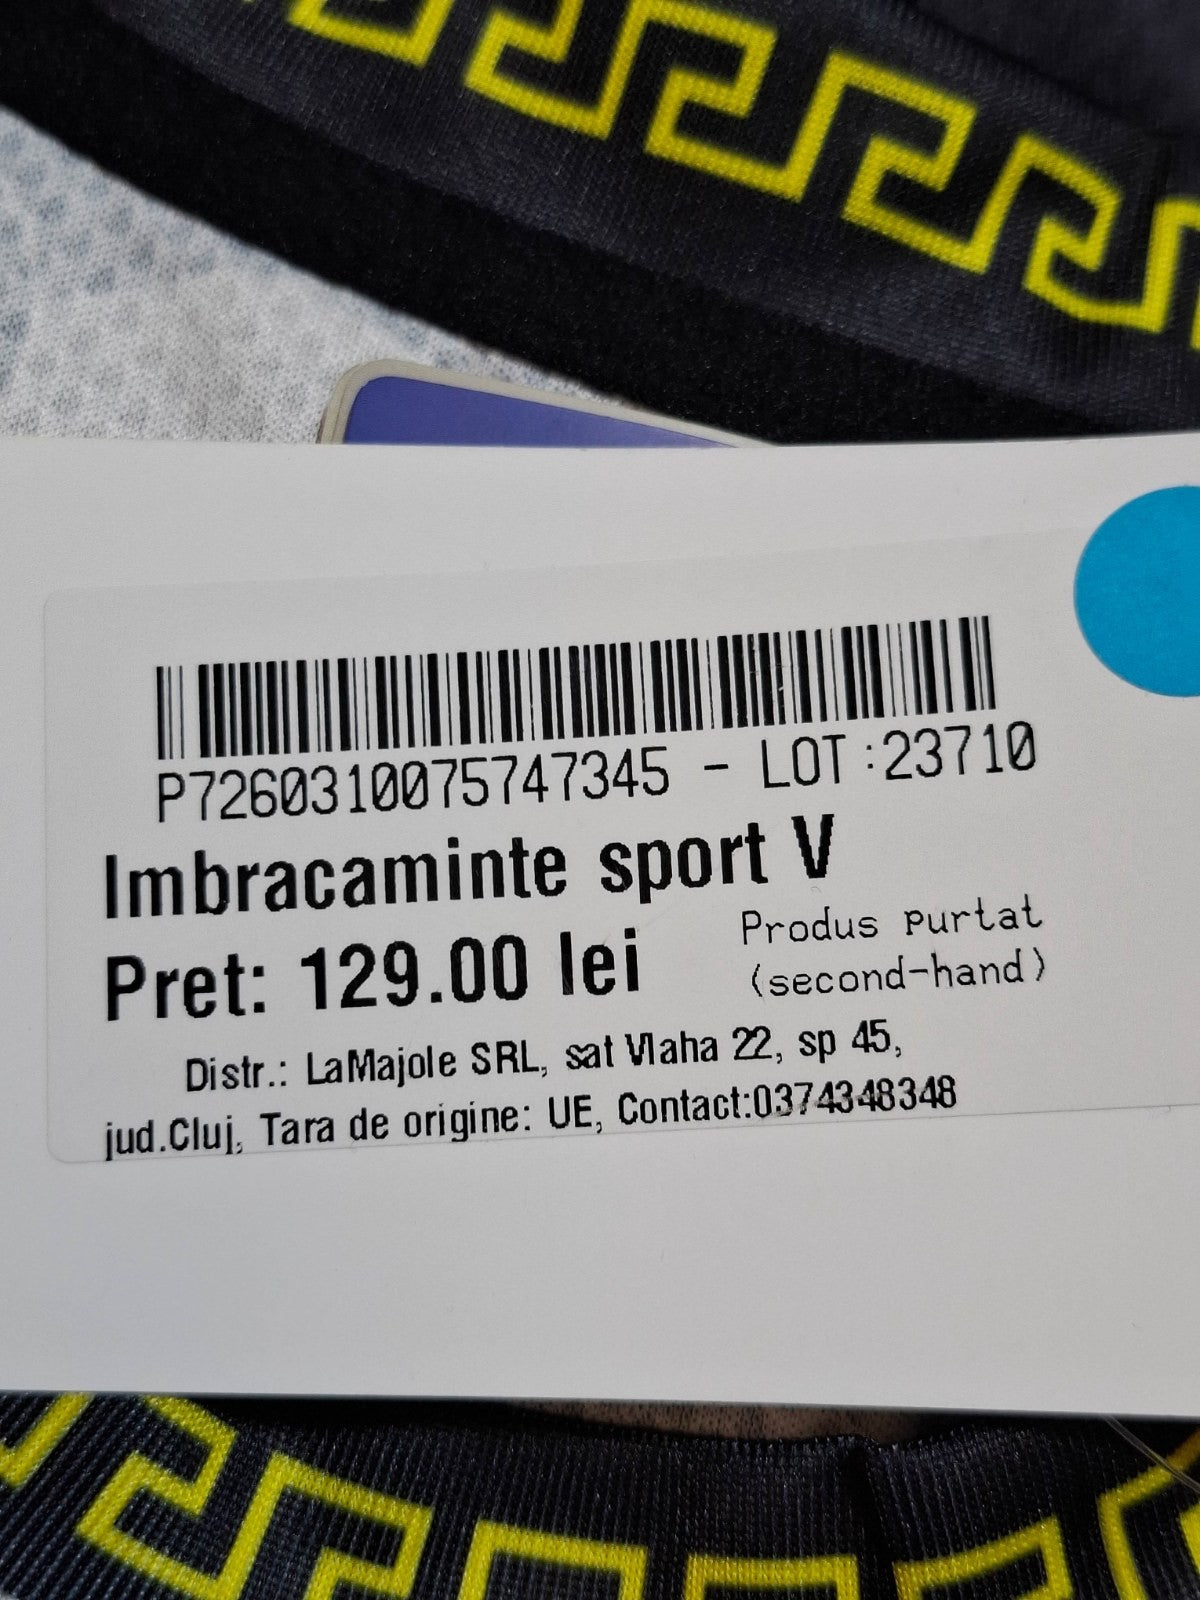 P7260310075747345 - LOT:23710
Imbracaminte sport V
Pret: 129.00 lei
Produs purtat
(second-hand)
Distr.: LaMajole SRL, sat Vlaha 22, sp 45,
jud.Cluj, Tara de origine: UE, Contact:0374348348